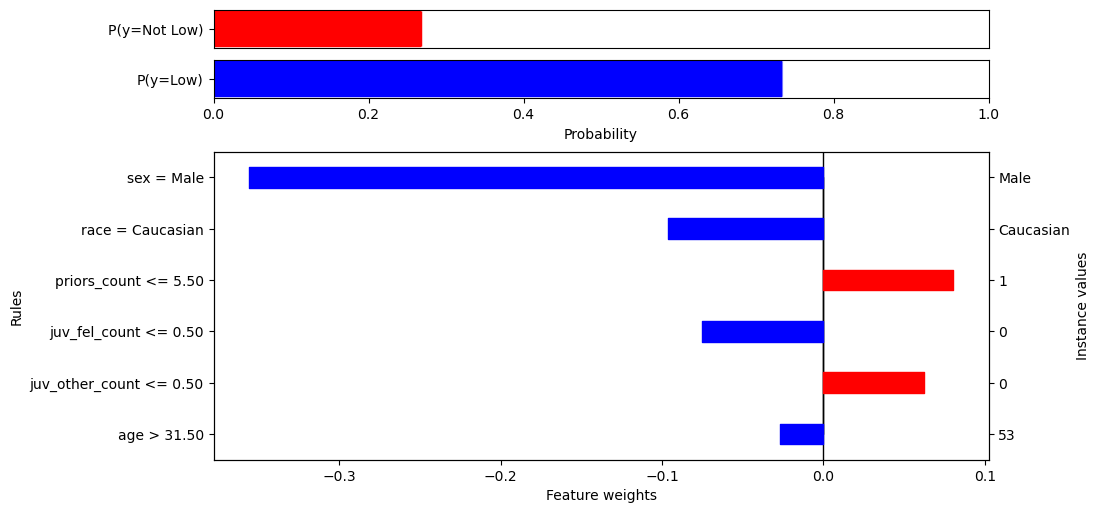 P(y=Not Low)
P(y=Low)
0.0 0.2 0.4 0.6 0.8 1.0
Probability
sex = Male Male
race = Caucasian Caucasian
priors_count <= 5.50 1
juv_fel_count <= 0.50 0
juv_other_count <= 0.50 0
age > 31.50 53
Rules
Instance values
−0.3 −0.2 −0.1 0.0 0.1
Feature weights